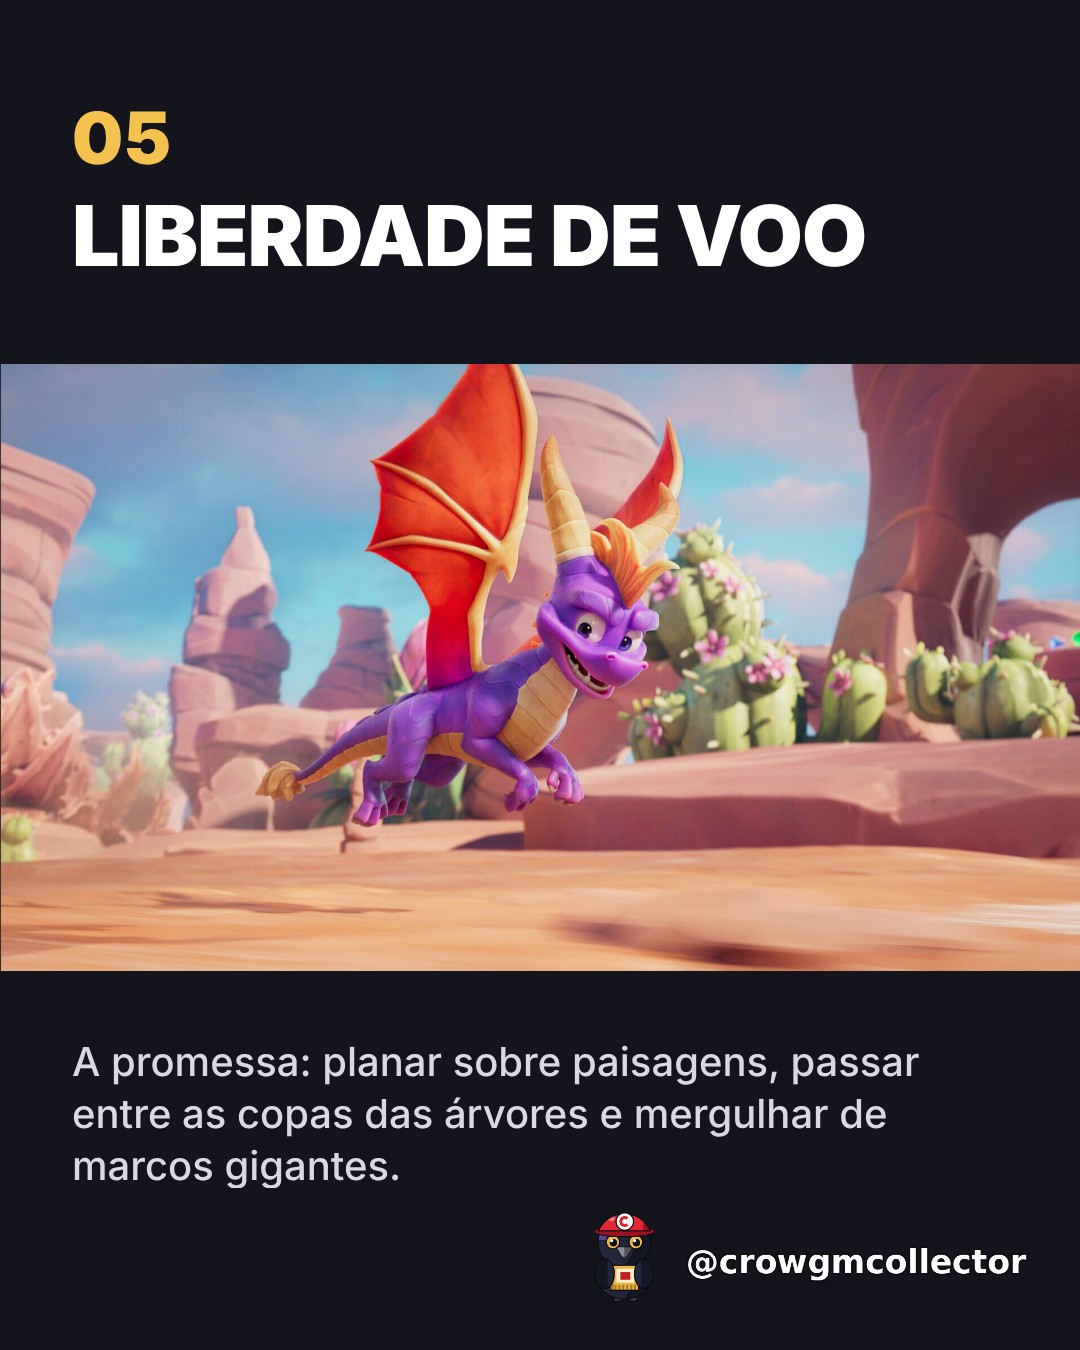 05
LIBERDADE DE VOO
A promessa: planar sobre paisagens, passar
entre as copas das árvores e mergulhar de
marcos gigantes.
C
@crowgmcollector